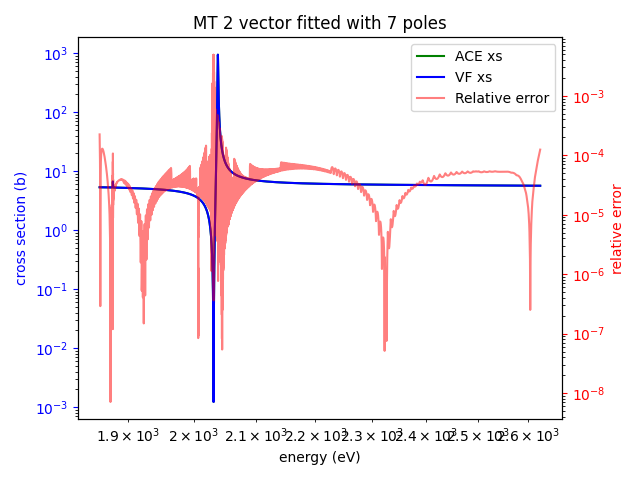 MT 2 vector fitted with 7 poles
ACE xs
VF xs
Relative error
10³
10²
10¹
10⁰
10⁻¹
10⁻²
10⁻³
cross section (b)
10⁻³
10⁻⁴
10⁻⁵
10⁻⁶
10⁻⁷
10⁻⁸
relative error
1.9 × 10³ 2 × 10³ 2.1 × 10³ 2.2 × 10³ 2.3 × 10³ 2.4 × 10³ 2.5 × 10³ 2.6 × 10³
energy (eV)